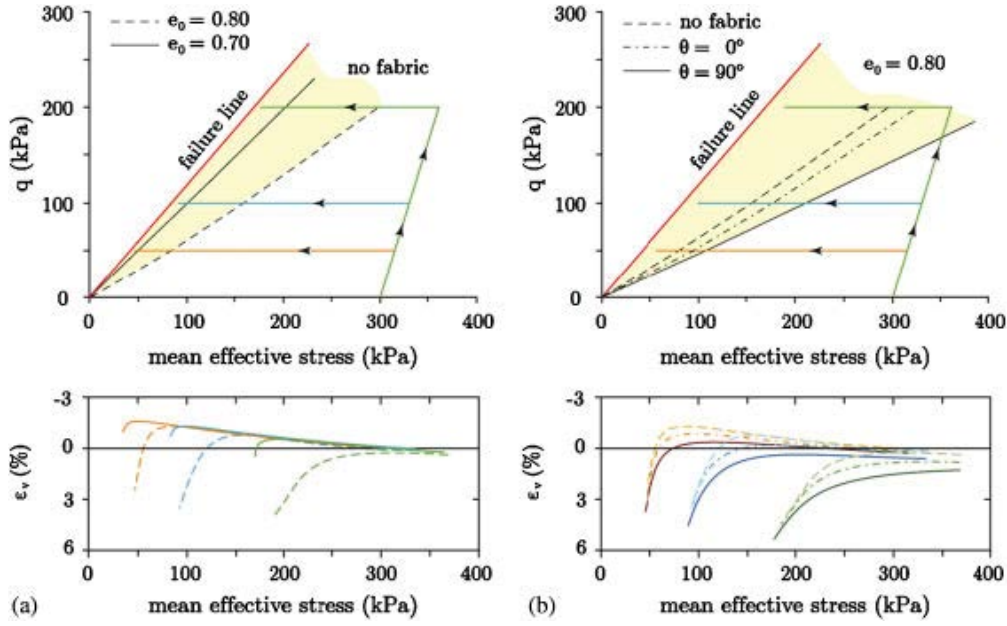 300
200
100
0
q (kPa)
e₀ = 0.80
e₀ = 0.70
no fabric
failure line
0 100 200 300 400
mean effective stress (kPa)
-3
0
3
6
εᵥ (%)
0 100 200 300 400
mean effective stress (kPa)
(a)
300
200
100
0
q (kPa)
no fabric
θ = 0°
θ = 90°
e₀ = 0.80
failure line
0 100 200 300 400
mean effective stress (kPa)
-3
0
3
6
εᵥ (%)
0 100 200 300 400
mean effective stress (kPa)
(b)